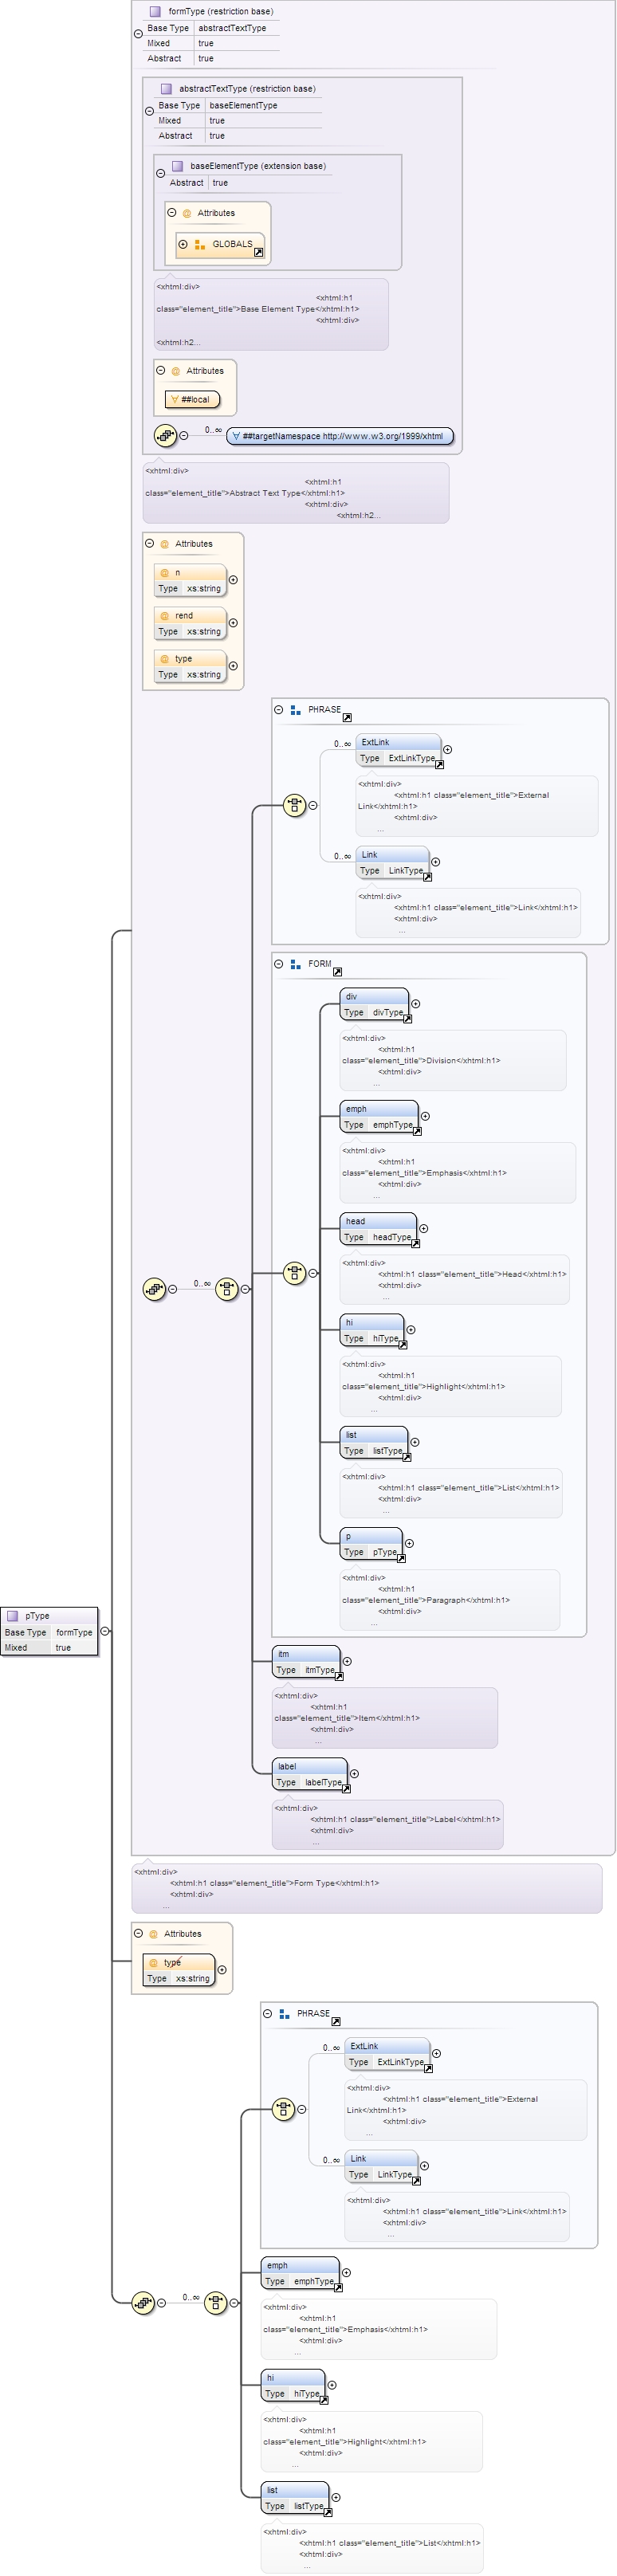 formType (restriction base)
Base Type abstractTextType
Mixed true
Abstract true
abstractTextType (restriction base)
Base Type baseElementType
Mixed true
Abstract true
baseElementType (extension base)
Abstract true
Attributes
GLOBALS
<xhtml:div>
<xhtml:h1
class="element_title">Base Element Type</xhtml:h1>
<xhtml:div>
<xhtml:h2...
Attributes
##local
0..∞
##targetNamespace http://www.w3.org/1999/xhtml
<xhtml:div>
<xhtml:h1
class="element_title">Abstract Text Type</xhtml:h1>
<xhtml:div>
<xhtml:h2...
Attributes
n
Type xs:string
rend
Type xs:string
type
Type xs:string
PHRASE
0..∞
ExtLink
Type ExtLinkType
<xhtml:div>
<xhtml:h1 class="element_title">External
Link</xhtml:h1>
<xhtml:div>
...
0..∞
Link
Type LinkType
<xhtml:div>
<xhtml:h1 class="element_title">Link</xhtml:h1>
<xhtml:div>
...
FORM
div
Type divType
<xhtml:div>
<xhtml:h1
class="element_title">Division</xhtml:h1>
<xhtml:div>
...
emph
Type emphType
<xhtml:div>
<xhtml:h1
class="element_title">Emphasis</xhtml:h1>
<xhtml:div>
...
head
Type headType
<xhtml:div>
<xhtml:h1 class="element_title">Head</xhtml:h1>
<xhtml:div>
...
0..∞
hi
Type hiType
<xhtml:div>
<xhtml:h1
class="element_title">Highlight</xhtml:h1>
<xhtml:div>
...
list
Type listType
<xhtml:div>
<xhtml:h1 class="element_title">List</xhtml:h1>
<xhtml:div>
...
p
Type pType
<xhtml:div>
<xhtml:h1
class="element_title">Paragraph</xhtml:h1>
<xhtml:div>
...
pType
Base Type formType
Mixed true
itm
Type itmType
<xhtml:div>
<xhtml:h1
class="element_title">Item</xhtml:h1>
<xhtml:div>
...
label
Type labelType
<xhtml:div>
<xhtml:h1 class="element_title">Label</xhtml:h1>
<xhtml:div>
...
<xhtml:div>
<xhtml:h1 class="element_title">Form Type</xhtml:h1>
<xhtml:div>
...
Attributes
type
Type xs:string
PHRASE
0..∞
ExtLink
Type ExtLinkType
<xhtml:div>
<xhtml:h1 class="element_title">External
Link</xhtml:h1>
<xhtml:div>
...
0..∞
Link
Type LinkType
<xhtml:div>
<xhtml:h1 class="element_title">Link</xhtml:h1>
<xhtml:div>
...
emph
Type emphType
0..∞
<xhtml:div>
<xhtml:h1
class="element_title">Emphasis</xhtml:h1>
<xhtml:div>
...
hi
Type hiType
<xhtml:div>
<xhtml:h1
class="element_title">Highlight</xhtml:h1>
<xhtml:div>
...
list
Type listType
<xhtml:div>
<xhtml:h1 class="element_title">List</xhtml:h1>
<xhtml:div>
...